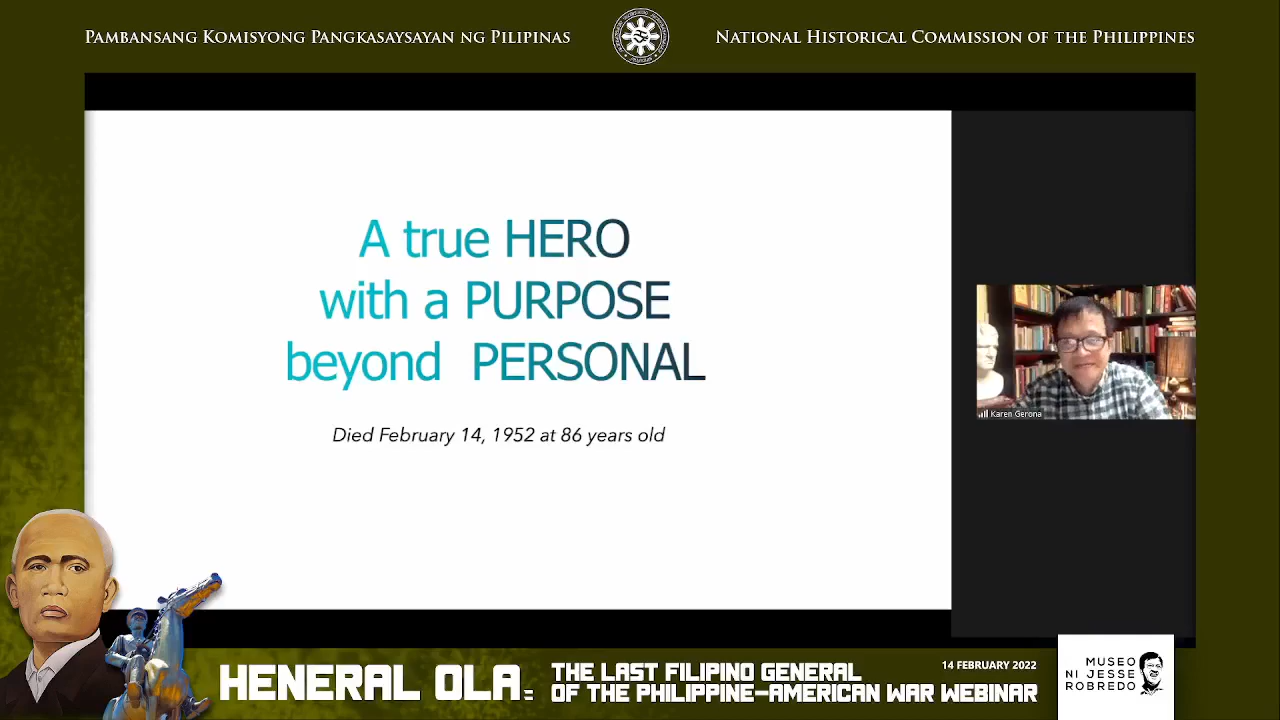 PAMBANSANG KOMISYONG PANGKASAYSAYAN NG PILIPINAS
NATIONAL HISTORICAL COMMISSION OF THE PHILIPPINES
A true HERO
with a PURPOSE
beyond PERSONAL
Died February 14, 1952 at 86 years old
Karen Gerona
HENERAL OLA:
THE LAST FILIPINO GENERAL
OF THE PHILIPPINE-AMERICAN WAR WEBINAR
14 FEBRUARY 2022
MUSEO
NI JESSE
ROBREDO